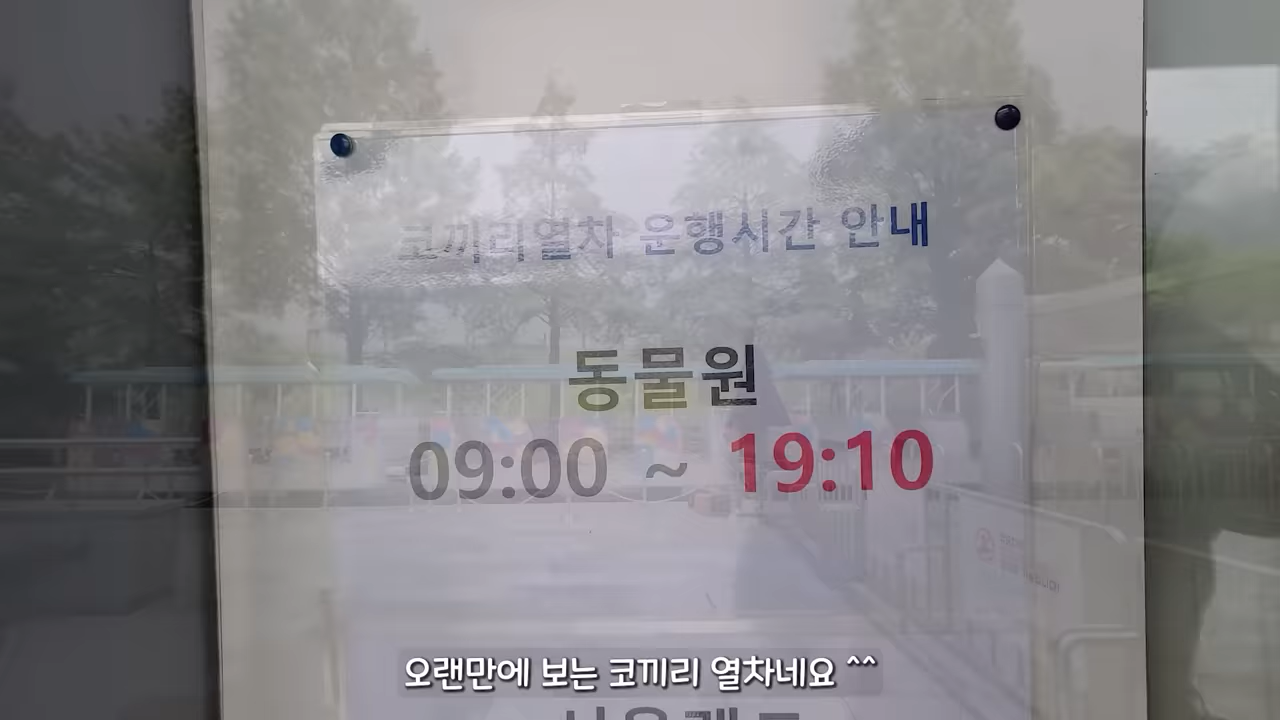 코끼리열차 운행시간 안내
동물원
09:00 ~ 19:10
오랜만에 보는 코끼리 열차네요 ^^